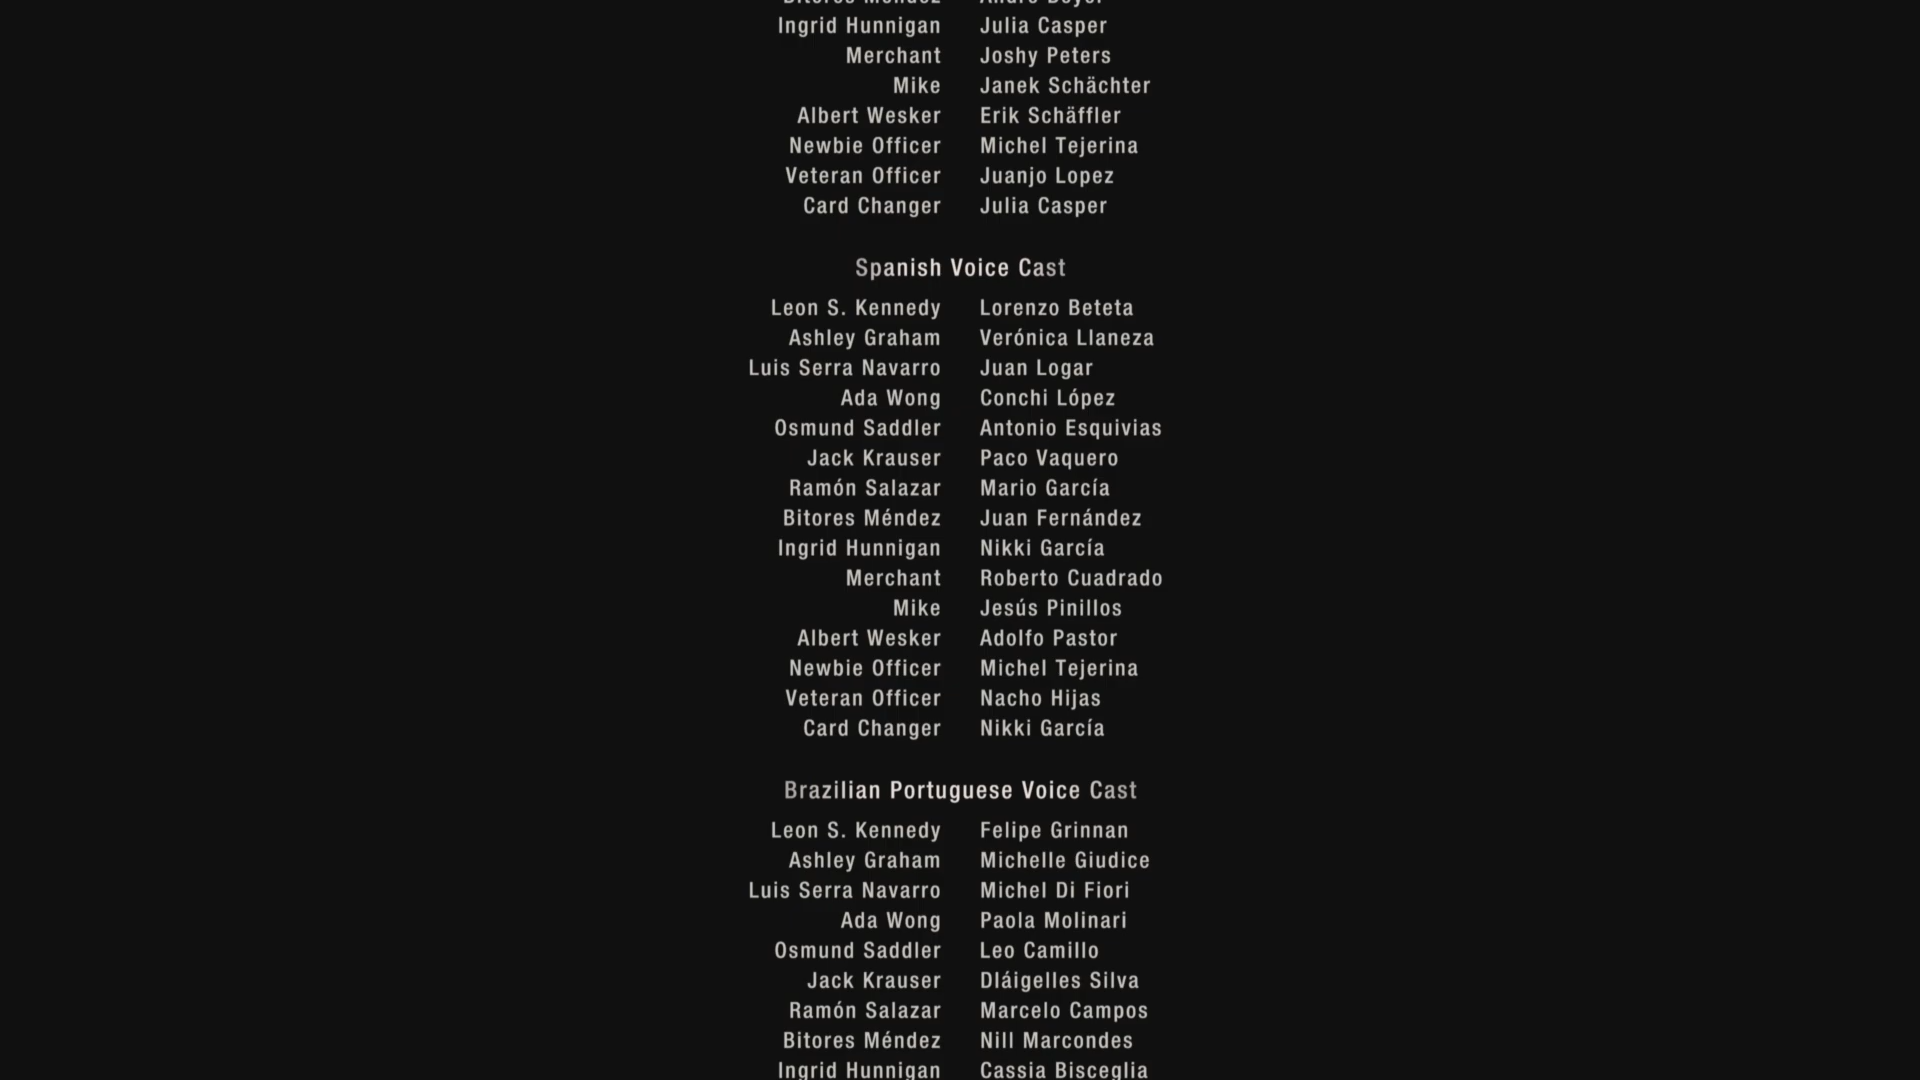 Bitores Méndez André Beyer
Ingrid Hunnigan Julia Casper
Merchant Joshy Peters
Mike Janek Schächter
Albert Wesker Erik Schäffler
Newbie Officer Michel Tejerina
Veteran Officer Juanjo Lopez
Card Changer Julia Casper
Spanish Voice Cast
Leon S. Kennedy Lorenzo Beteta
Ashley Graham Verónica Llaneza
Luis Serra Navarro Juan Logar
Ada Wong Conchi López
Osmund Saddler Antonio Esquivias
Jack Krauser Paco Vaquero
Ramón Salazar Mario García
Bitores Méndez Juan Fernández
Ingrid Hunnigan Nikki García
Merchant Roberto Cuadrado
Mike Jesús Pinillos
Albert Wesker Adolfo Pastor
Newbie Officer Michel Tejerina
Veteran Officer Nacho Hijas
Card Changer Nikki García
Brazilian Portuguese Voice Cast
Leon S. Kennedy Felipe Grinnan
Ashley Graham Michelle Giudice
Luis Serra Navarro Michel Di Fiori
Ada Wong Paola Molinari
Osmund Saddler Leo Camillo
Jack Krauser Dláigelles Silva
Ramón Salazar Marcelo Campos
Bitores Méndez Nill Marcondes
Ingrid Hunnigan Cassia Bisceglia